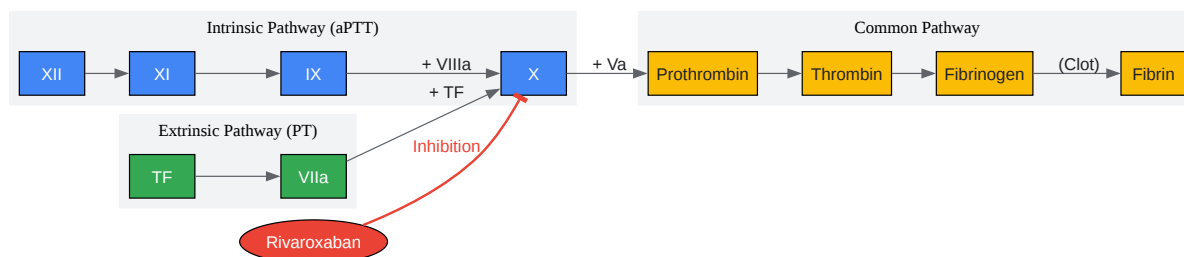 Intrinsic Pathway (aPTT)
Common Pathway
XII
XI
IX
+ VIIIa
X
+ Va
Prothrombin
Thrombin
Fibrinogen
(Clot)
Fibrin
+ TF
Extrinsic Pathway (PT)
Inhibition
TF
VIIa
Rivaroxaban